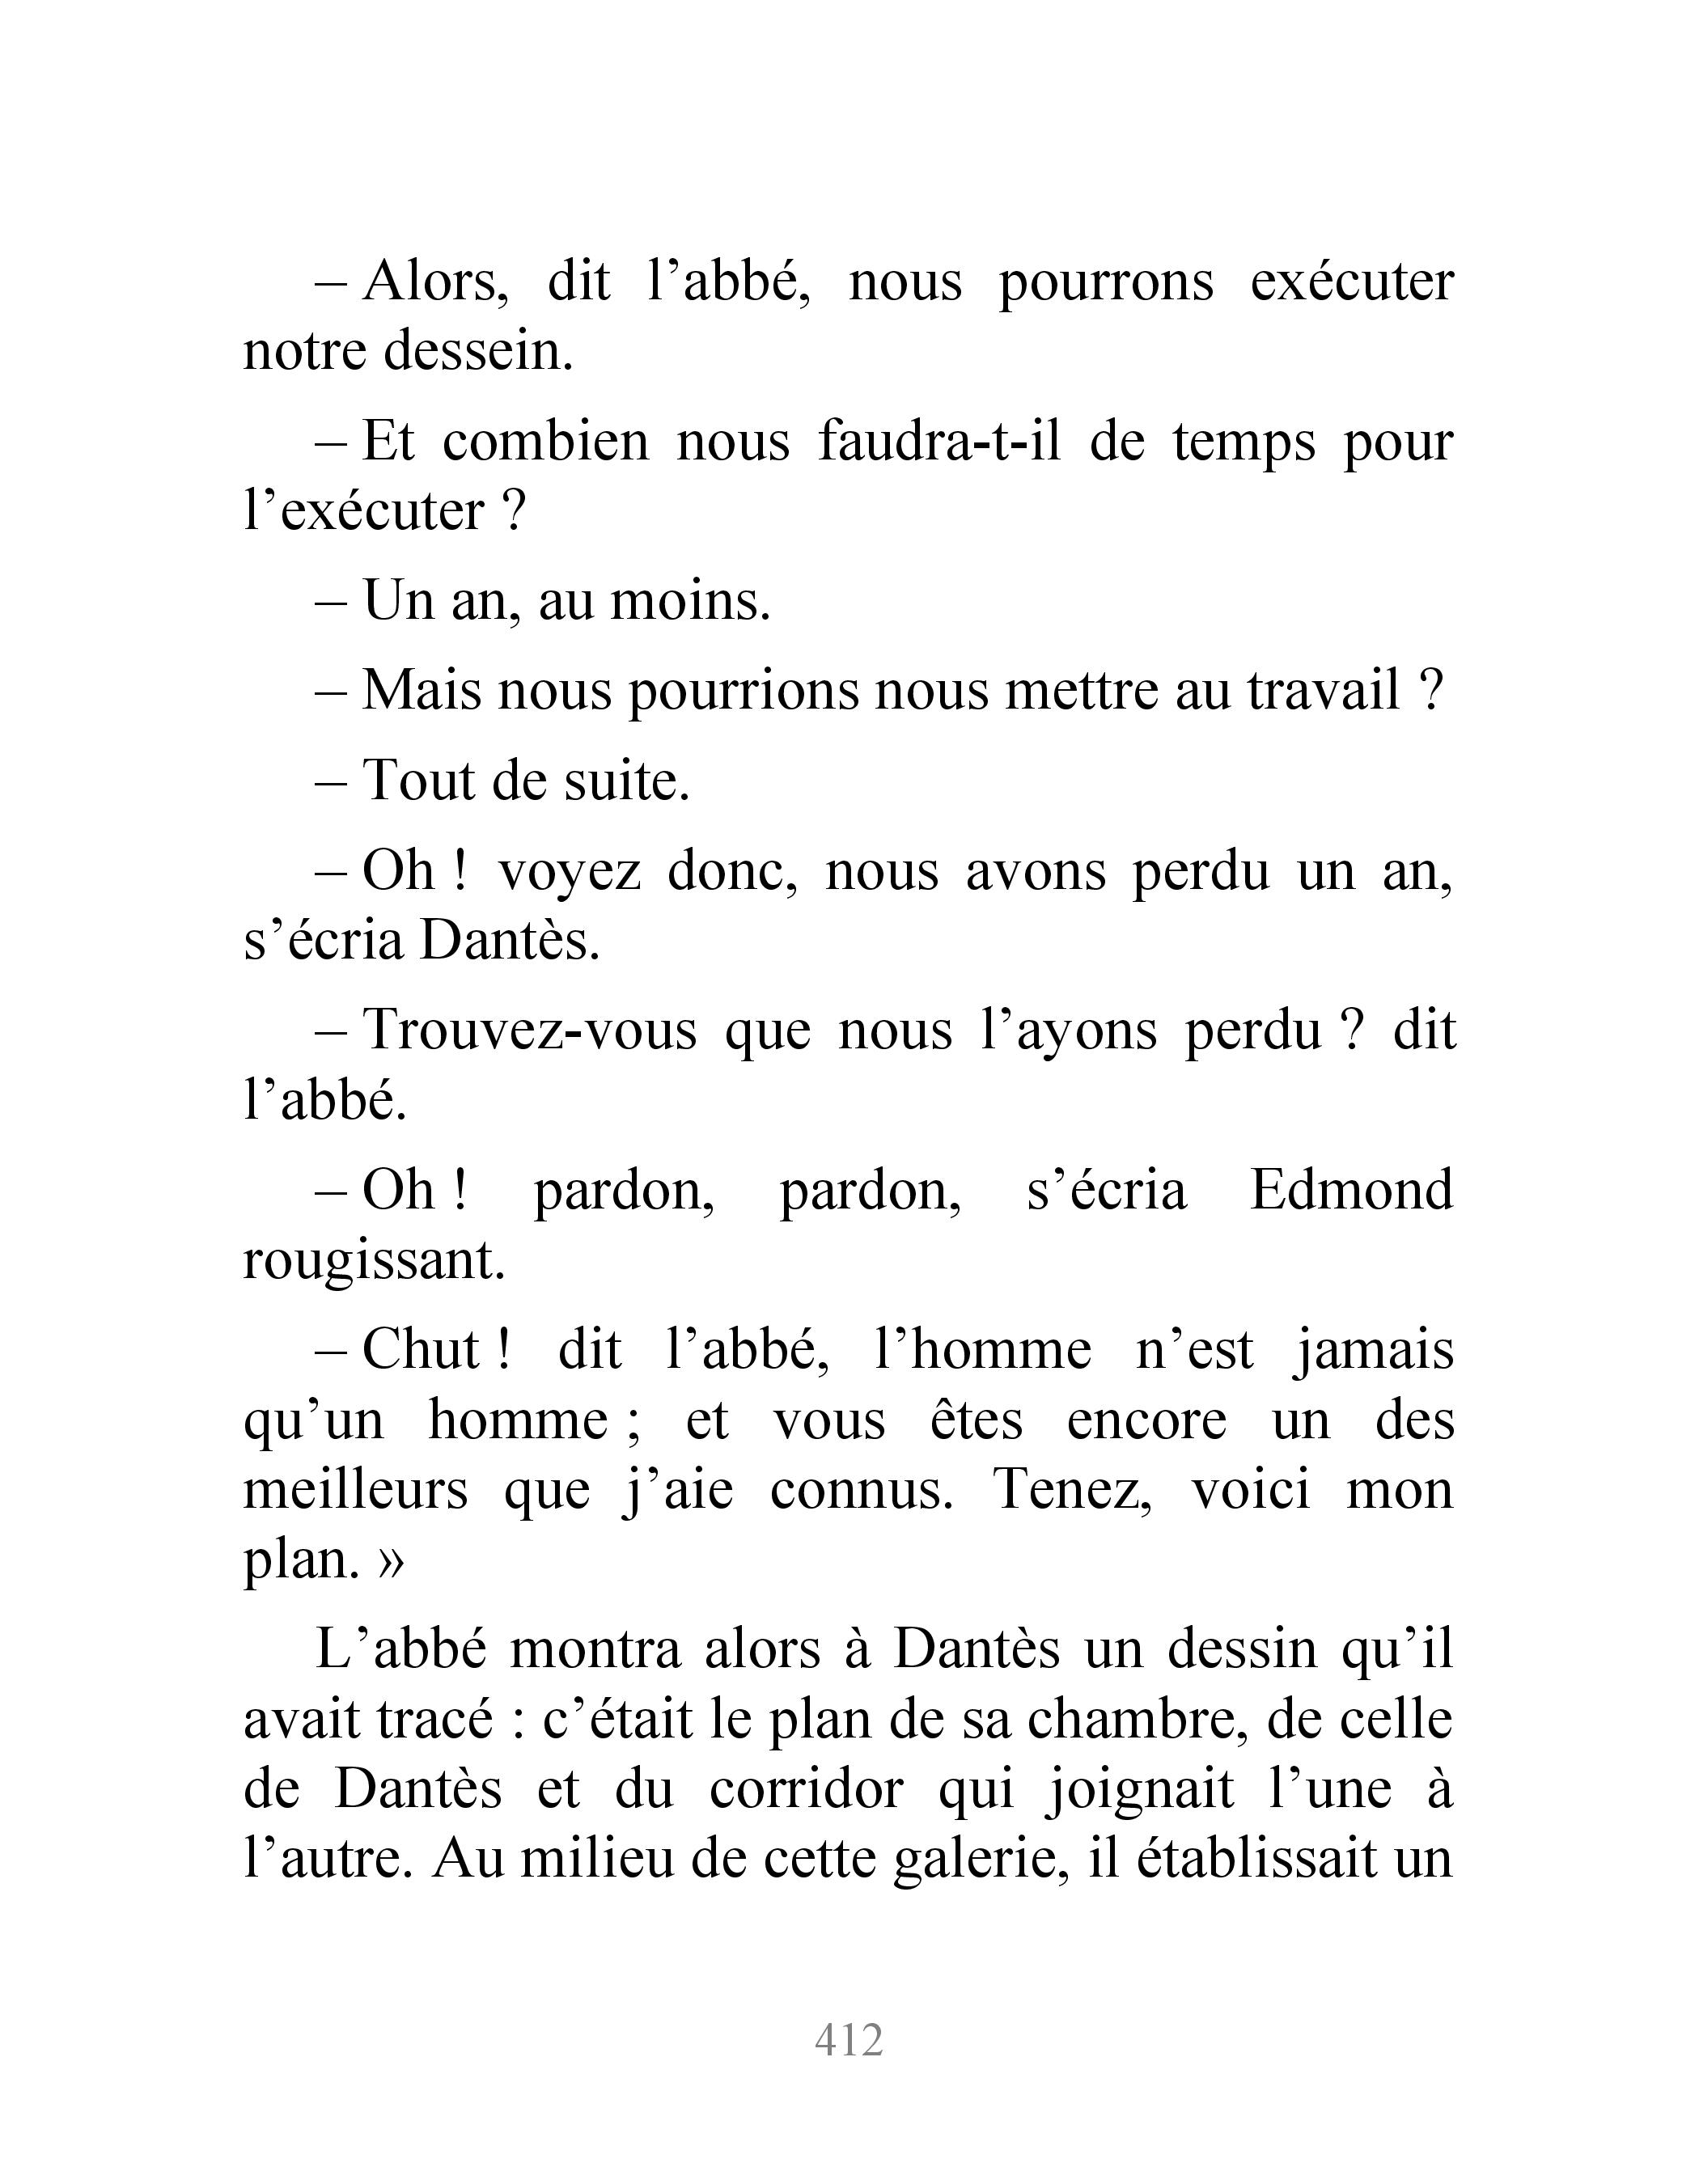 – Alors, dit l’abbé, nous pourrons exécuter
notre dessein.
– Et combien nous faudra-t-il de temps pour
l’exécuter ?
– Un an, au moins.
– Mais nous pourrions nous mettre au travail ?
– Tout de suite.
– Oh ! voyez donc, nous avons perdu un an,
s’écria Dantès.
– Trouvez-vous que nous l’ayons perdu ? dit
l’abbé.
– Oh ! pardon, pardon, s’écria Edmond
rougissant.
– Chut ! dit l’abbé, l’homme n’est jamais
qu’un homme ; et vous êtes encore un des
meilleurs que j’aie connus. Tenez, voici mon
plan. »
L’abbé montra alors à Dantès un dessin qu’il
avait tracé : c’était le plan de sa chambre, de celle
de Dantès et du corridor qui joignait l’une à
l’autre. Au milieu de cette galerie, il établissait un
412